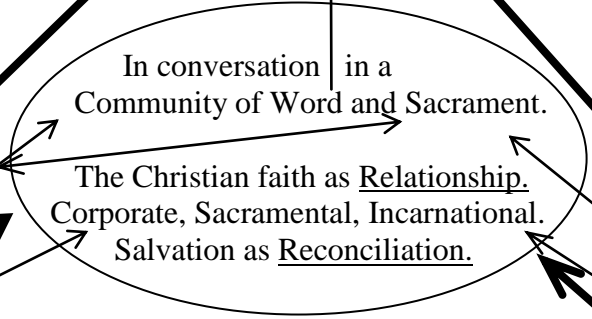 In conversation in a
Community of Word and Sacrament.
The Christian faith as Relationship.
Corporate, Sacramental, Incarnational.
Salvation as Reconciliation.